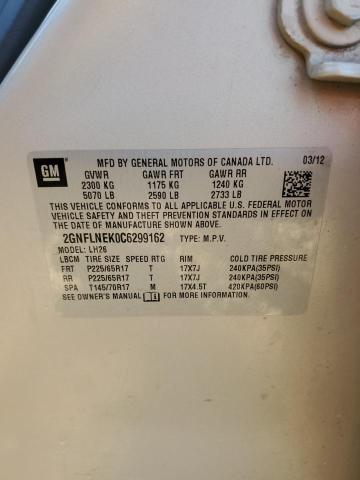 GM
MFD BY GENERAL MOTORS OF CANADA LTD. 03/12
GVWR GAWR FRT GAWR RR
2300 KG 1175 KG 1240 KG
5070 LB 2590 LB 2733 LB
THIS VEHICLE CONFORMS TO ALL APPLICABLE U.S. FEDERAL MOTOR
VEHICLE SAFETY AND THEFT PREVENTION STANDARDS IN EFFECT ON
THE DATE OF MANUFACTURE SHOWN ABOVE.
2GNFLNEK0C6299162 TYPE: M.P.V.
MODEL: LH26
LBCM TIRE SIZE SPEED RTG RIM COLD TIRE PRESSURE
FRT P225/65R17 T 17X7J 240KPA(35PSI)
RR P225/65R17 T 17X7J 240KPA(35PSI)
SPA T145/70R17 M 17X4.5T 420KPA(60PSI)
SEE OWNER'S MANUAL FOR MORE INFORMATION.